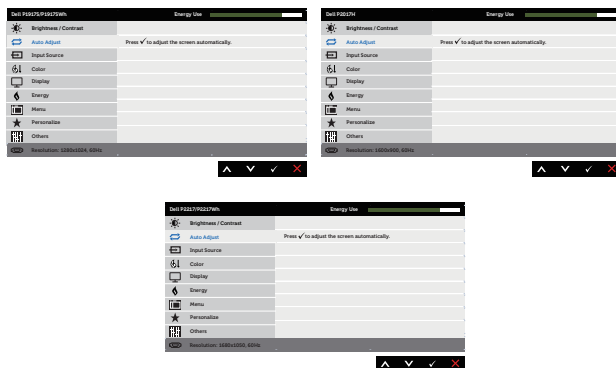 Dell P1917S/P1917SWh Energy Use
Brightness / Contrast
Auto Adjust Press ✓ to adjust the screen automatically.
Input Source
Color
Display
Energy
Menu
Personalize
Others
Resolution: 1280x1024, 60Hz
Dell P2017H Energy Use
Brightness / Contrast
Auto Adjust Press ✓ to adjust the screen automatically.
Input Source
Color
Display
Energy
Menu
Personalize
Others
Resolution: 1600x900, 60Hz
Dell P2217/P2217Wh Energy Use
Brightness / Contrast
Auto Adjust Press ✓ to adjust the screen automatically.
Input Source
Color
Display
Energy
Menu
Personalize
Others
Resolution: 1680x1050, 60Hz